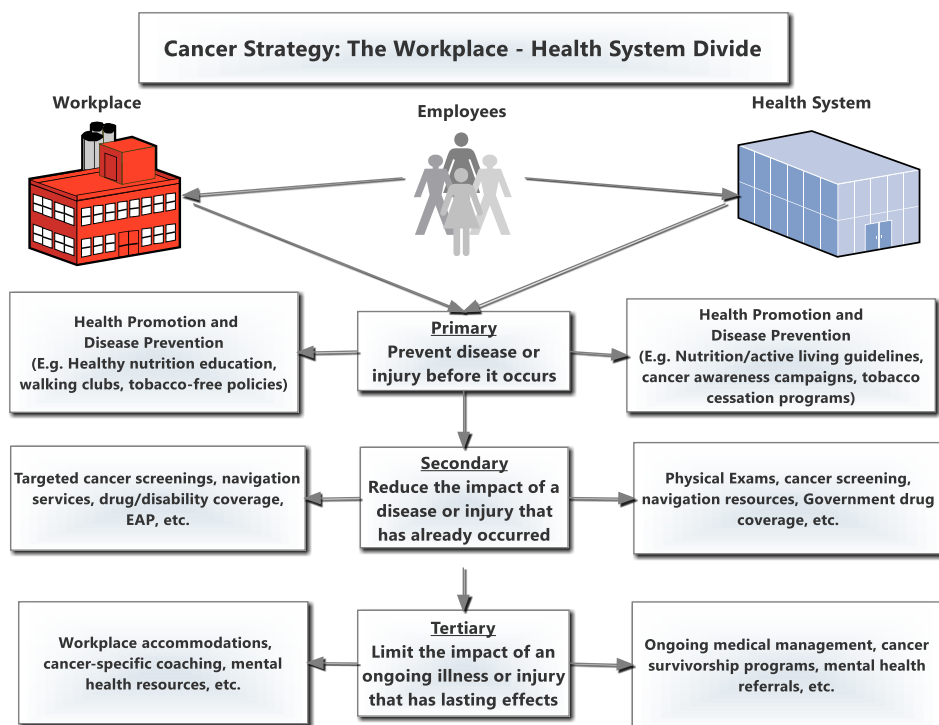 Cancer Strategy: The Workplace - Health System Divide
Workplace
Employees
Health System
Health Promotion and
Disease Prevention
(E.g. Healthy nutrition education,
walking clubs, tobacco-free policies)
Primary
Prevent disease or
injury before it occurs
Health Promotion and
Disease Prevention
(E.g. Nutrition/active living guidelines,
cancer awareness campaigns, tobacco
cessation programs)
Targeted cancer screenings, navigation
services, drug/disability coverage,
EAP, etc.
Secondary
Reduce the impact of a
disease or injury that
has already occurred
Physical Exams, cancer screening,
navigation resources, Government drug
coverage, etc.
Workplace accommodations,
cancer-specific coaching, mental
health resources, etc.
Tertiary
Limit the impact of an
ongoing illness or injury
that has lasting effects
Ongoing medical management, cancer
survivorship programs, mental health
referrals, etc.